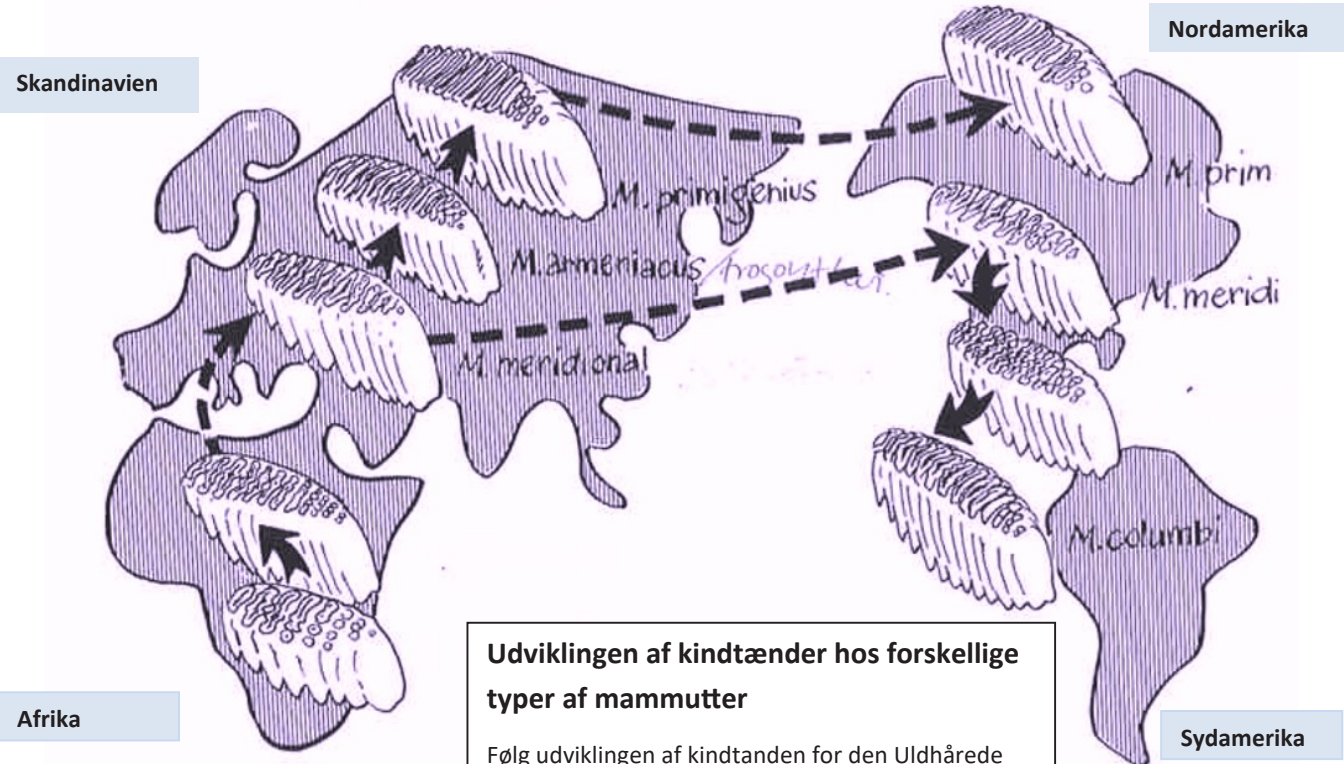 Nordamerika
Skandinavien
M. primigenius
M. prim
M. armeniacus
M. meridi
M. meridional
M. columbi
Udviklingen af kindtænder hos forskellige
typer af mammutter
Følg udviklingen af kindtanden for den Uldhårede
Afrika
Sydamerika